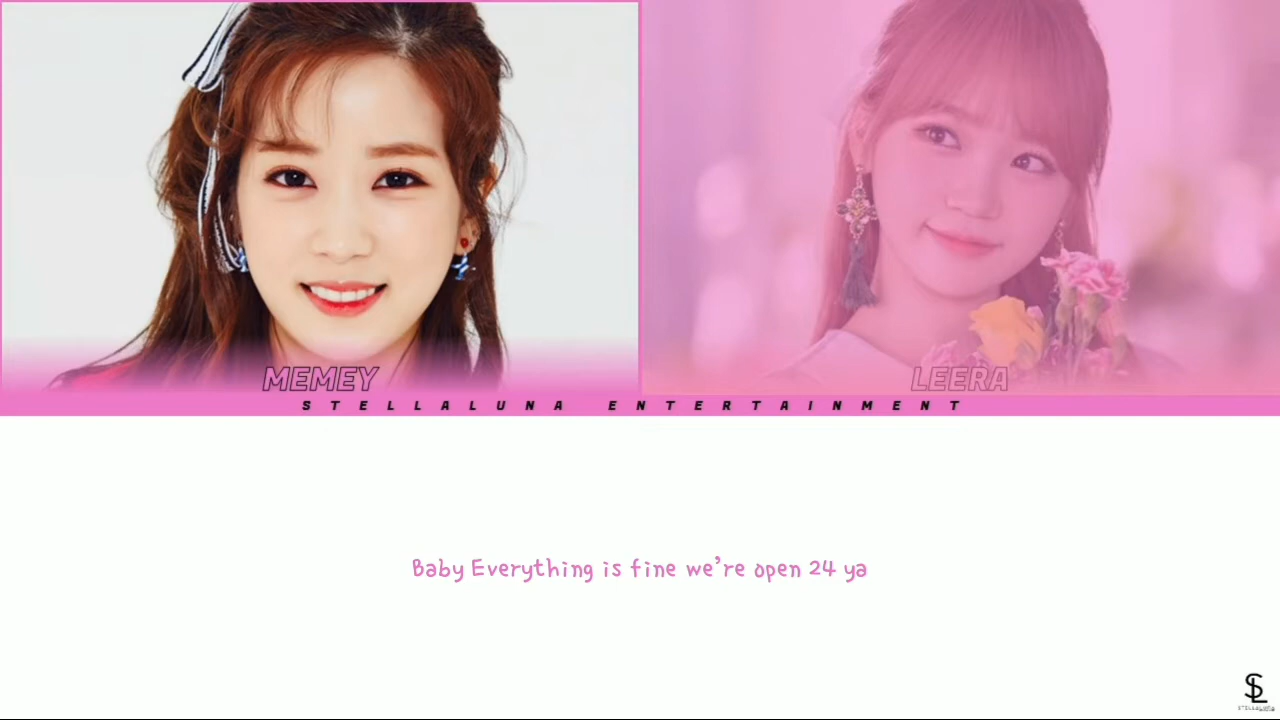 MEMEY
LEERA
STELLALUNA ENTERTAINMENT
Baby Everything is fine we're open 24 ya
SL